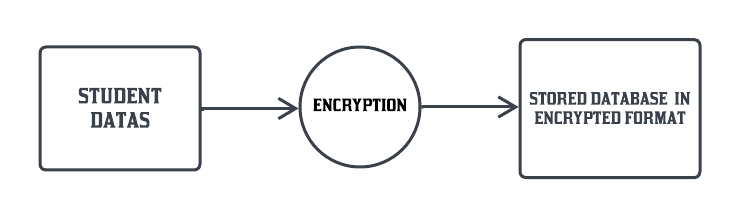 STUDENT
DATAS
ENCRYPTION
STORED DATABASE IN
ENCRYPTED FORMAT